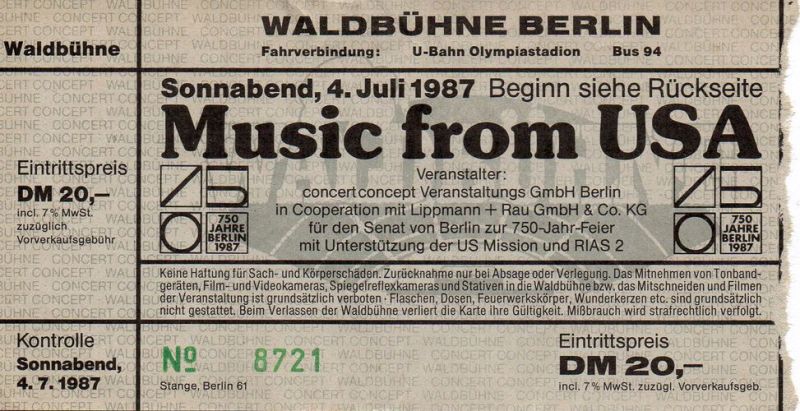 WALDBÜHNE BERLIN
Waldbühne
Fahrverbindung: U-Bahn Olympiastadion Bus 94
Sonnabend, 4. Juli 1987 Beginn siehe Rückseite
Music from USA
Eintrittspreis
DM 20,–
incl. 7% MwSt.
zuzüglich
Vorverkaufsgebühr
750
JAHRE
BERLIN
1987
Veranstalter:
concertconcept Veranstaltungs GmbH Berlin
in Cooperation mit Lippmann + Rau GmbH & Co. KG
für den Senat von Berlin zur 750-Jahr-Feier
mit Unterstützung der US Mission und RIAS 2
750
JAHRE
BERLIN
1987
Keine Haftung für Sach- und Körperschäden. Zurücknahme nur bei Absage oder Verlegung. Das Mitnehmen von Tonband-
geräten, Film- und Videokameras, Spiegelreflexkameras und Stativen in die Waldbühne bzw. das Mitschneiden und Filmen
der Veranstaltung ist grundsätzlich verboten · Flaschen, Dosen, Feuerwerkskörper, Wunderkerzen etc. sind grundsätzlich
nicht gestattet. Beim Verlassen der Waldbühne verliert die Karte ihre Gültigkeit. Mißbrauch wird strafrechtlich verfolgt.
Kontrolle
Sonnabend,
4. 7. 1987
Nº 8721
Stange, Berlin 61
Eintrittspreis
DM 20,–
incl. 7% MwSt. zuzügl. Vorverkaufsgeb.